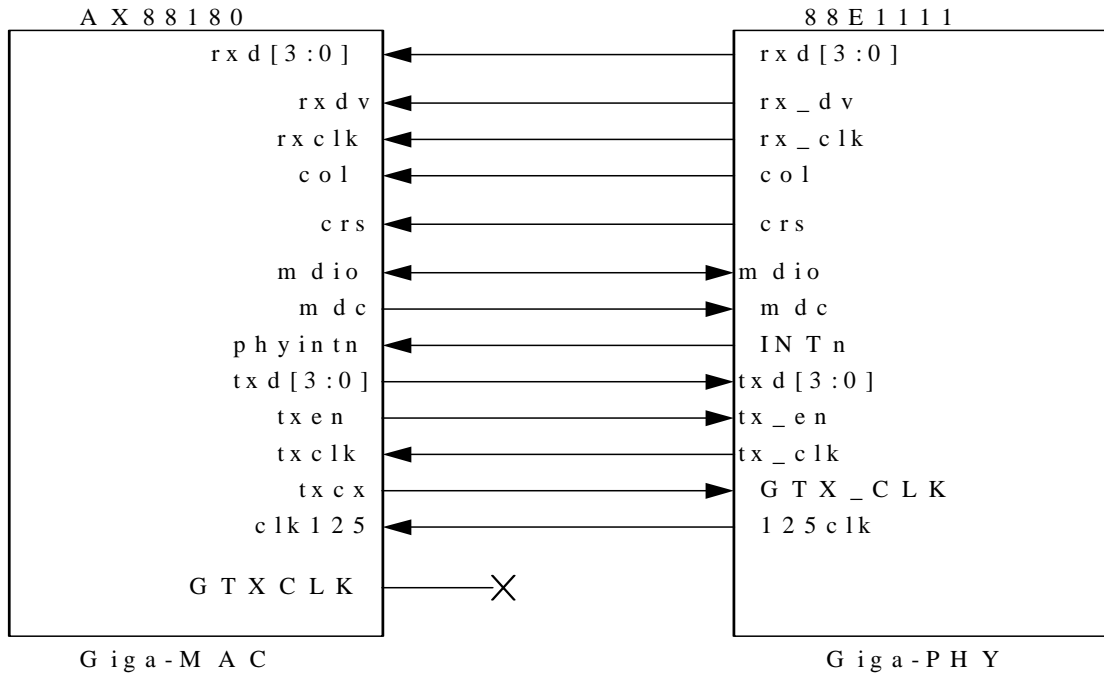 AX88180 88E1111
rxd[3:0] rxd[3:0]
rxdv rx_dv
rxclk rx_clk
col col
crs crs
mdio mdio
mdc mdc
phyintn INTn
txd[3:0] txd[3:0]
txen tx_en
txclk tx_clk
txcx GTX_CLK
clk125 125clk
GTXCLK
Giga-MAC Giga-PHY